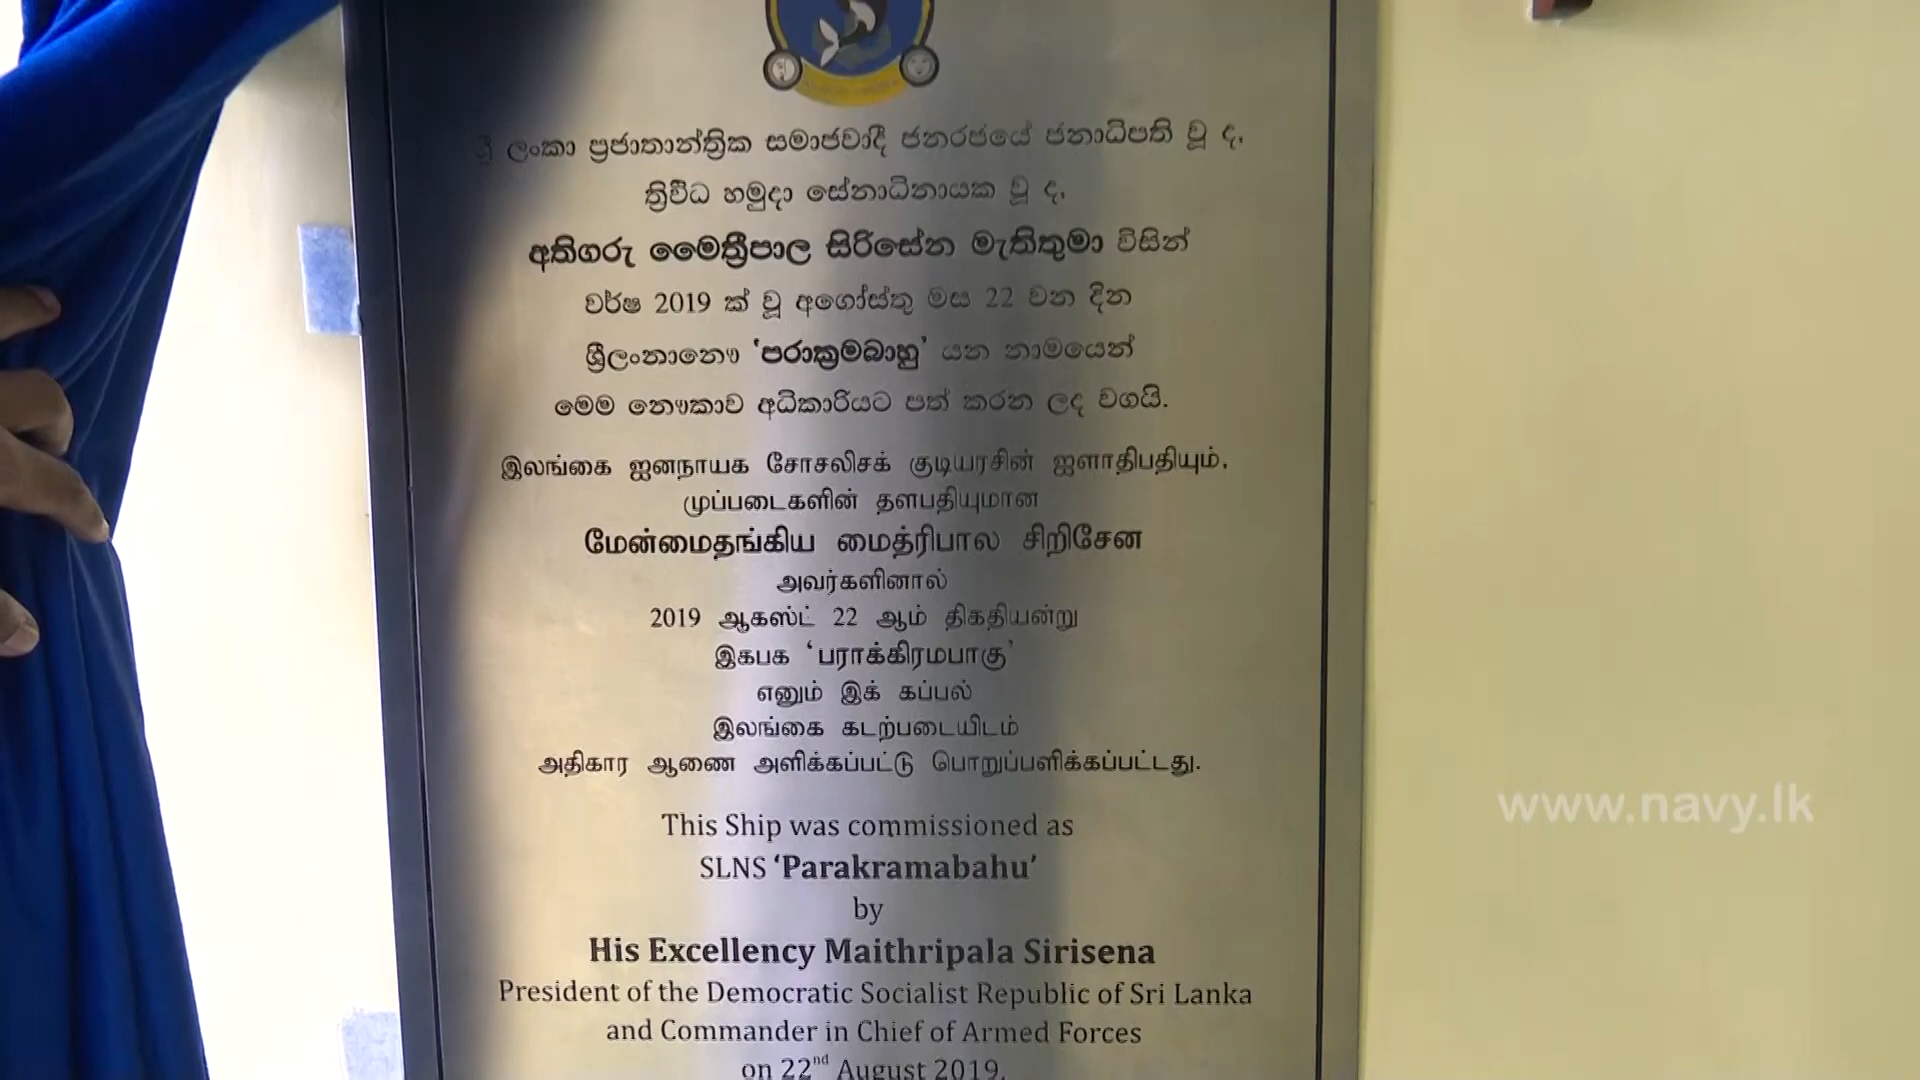 ශ්‍රී ලංකා ප්‍රජාතාන්ත්‍රික සමාජවාදී ජනරජයේ ජනාධිපති වූ ද,
ත්‍රිවිධ හමුදා සේනාධිනායක වූ ද,
අතිගරු මෛත්‍රීපාල සිරිසේන මැතිතුමා විසින්
වර්ෂ 2019 ක් වූ අගෝස්තු මස 22 වන දින
ශ්‍රීලංනානෞ ‘පරාක්‍රමබාහු’ යන නාමයෙන්
මෙම නෞකාව අධිකාරියට පත් කරන ලද වගයි.
இலங்கை ஐனநாயக சோசலிசக் குடியரசின் ஐளாதிபதியும்,
முப்படைகளின் தளபதியுமான
மேன்மைதங்கிய மைத்ரிபால சிறிசேன
அவர்களினால்
2019 ஆகஸ்ட் 22 ஆம் திகதியன்று
இகபக ‘பராக்கிரமபாகு’
எனும் இக் கப்பல்
இலங்கை கடற்படையிடம்
அதிகார ஆணை அளிக்கப்பட்டு பொறுப்பளிக்கப்பட்டது.
This Ship was commissioned as
SLNS ‘Parakramabahu’
by
His Excellency Maithripala Sirisena
President of the Democratic Socialist Republic of Sri Lanka
and Commander in Chief of Armed Forces
on 22nd August 2019.
www.navy.lk